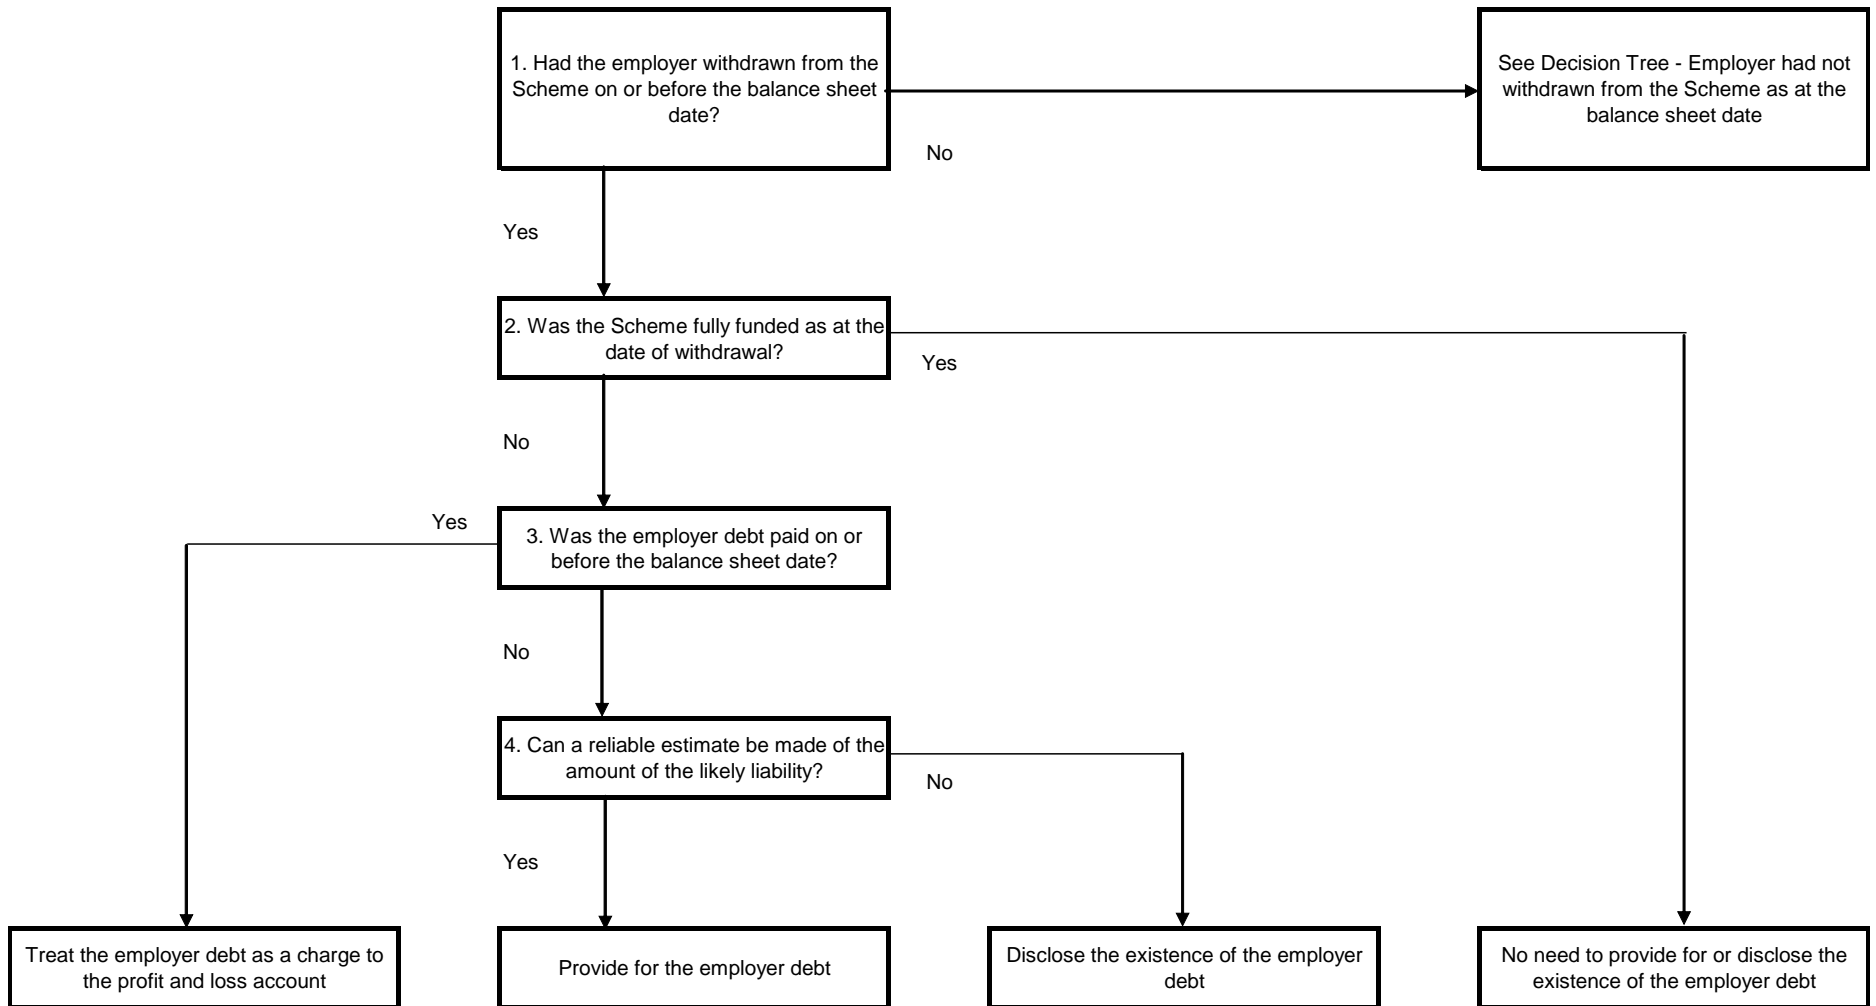 1. Had the employer withdrawn from the
Scheme on or before the balance sheet
date?
See Decision Tree - Employer had not
withdrawn from the Scheme as at the
balance sheet date
No
Yes
2. Was the Scheme fully funded as at the
date of withdrawal?
Yes
No
Yes
3. Was the employer debt paid on or
before the balance sheet date?
No
4. Can a reliable estimate be made of the
amount of the likely liability?
No
Yes
Treat the employer debt as a charge to
the profit and loss account
Provide for the employer debt
Disclose the existence of the employer
debt
No need to provide for or disclose the
existence of the employer debt